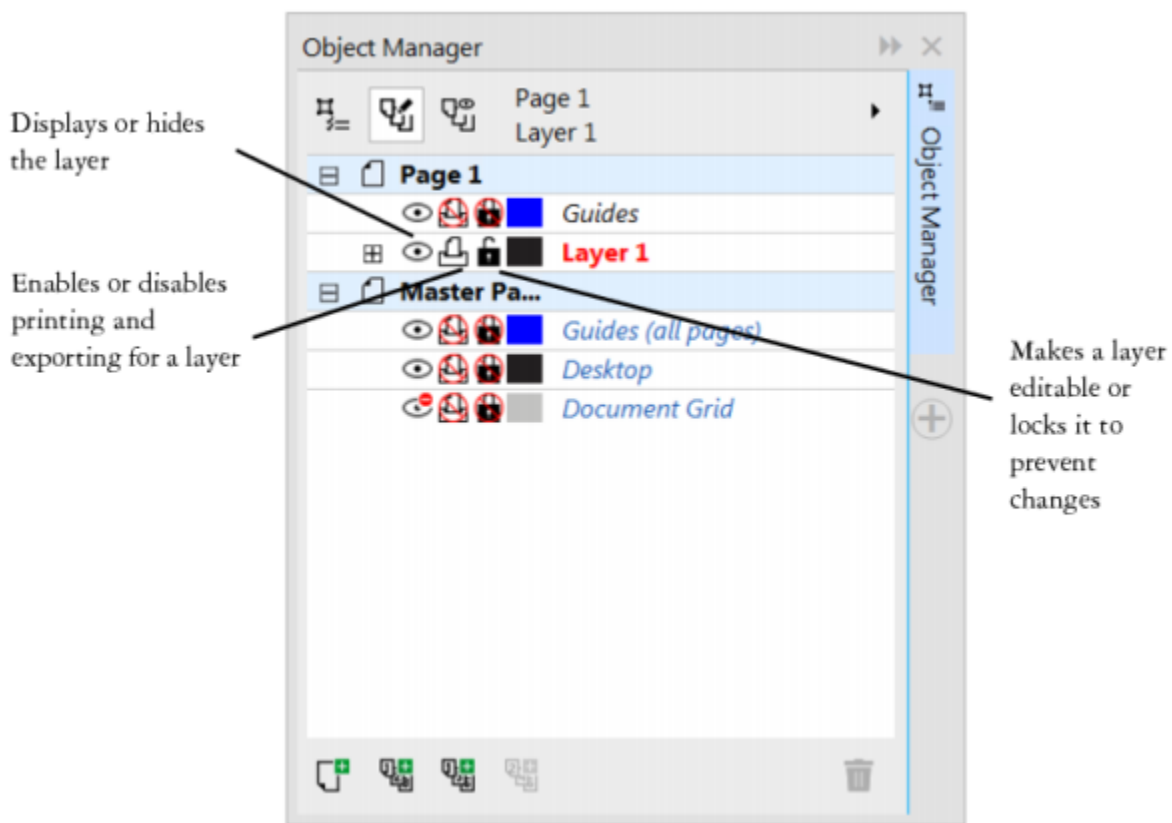 Object Manager
Page 1
Layer 1
Displays or hides
the layer
Page 1
Guides
Layer 1
Enables or disables
printing and
exporting for a layer
Master Pa...
Guides (all pages)
Desktop
Document Grid
Object Manager
Makes a layer
editable or
locks it to
prevent
changes